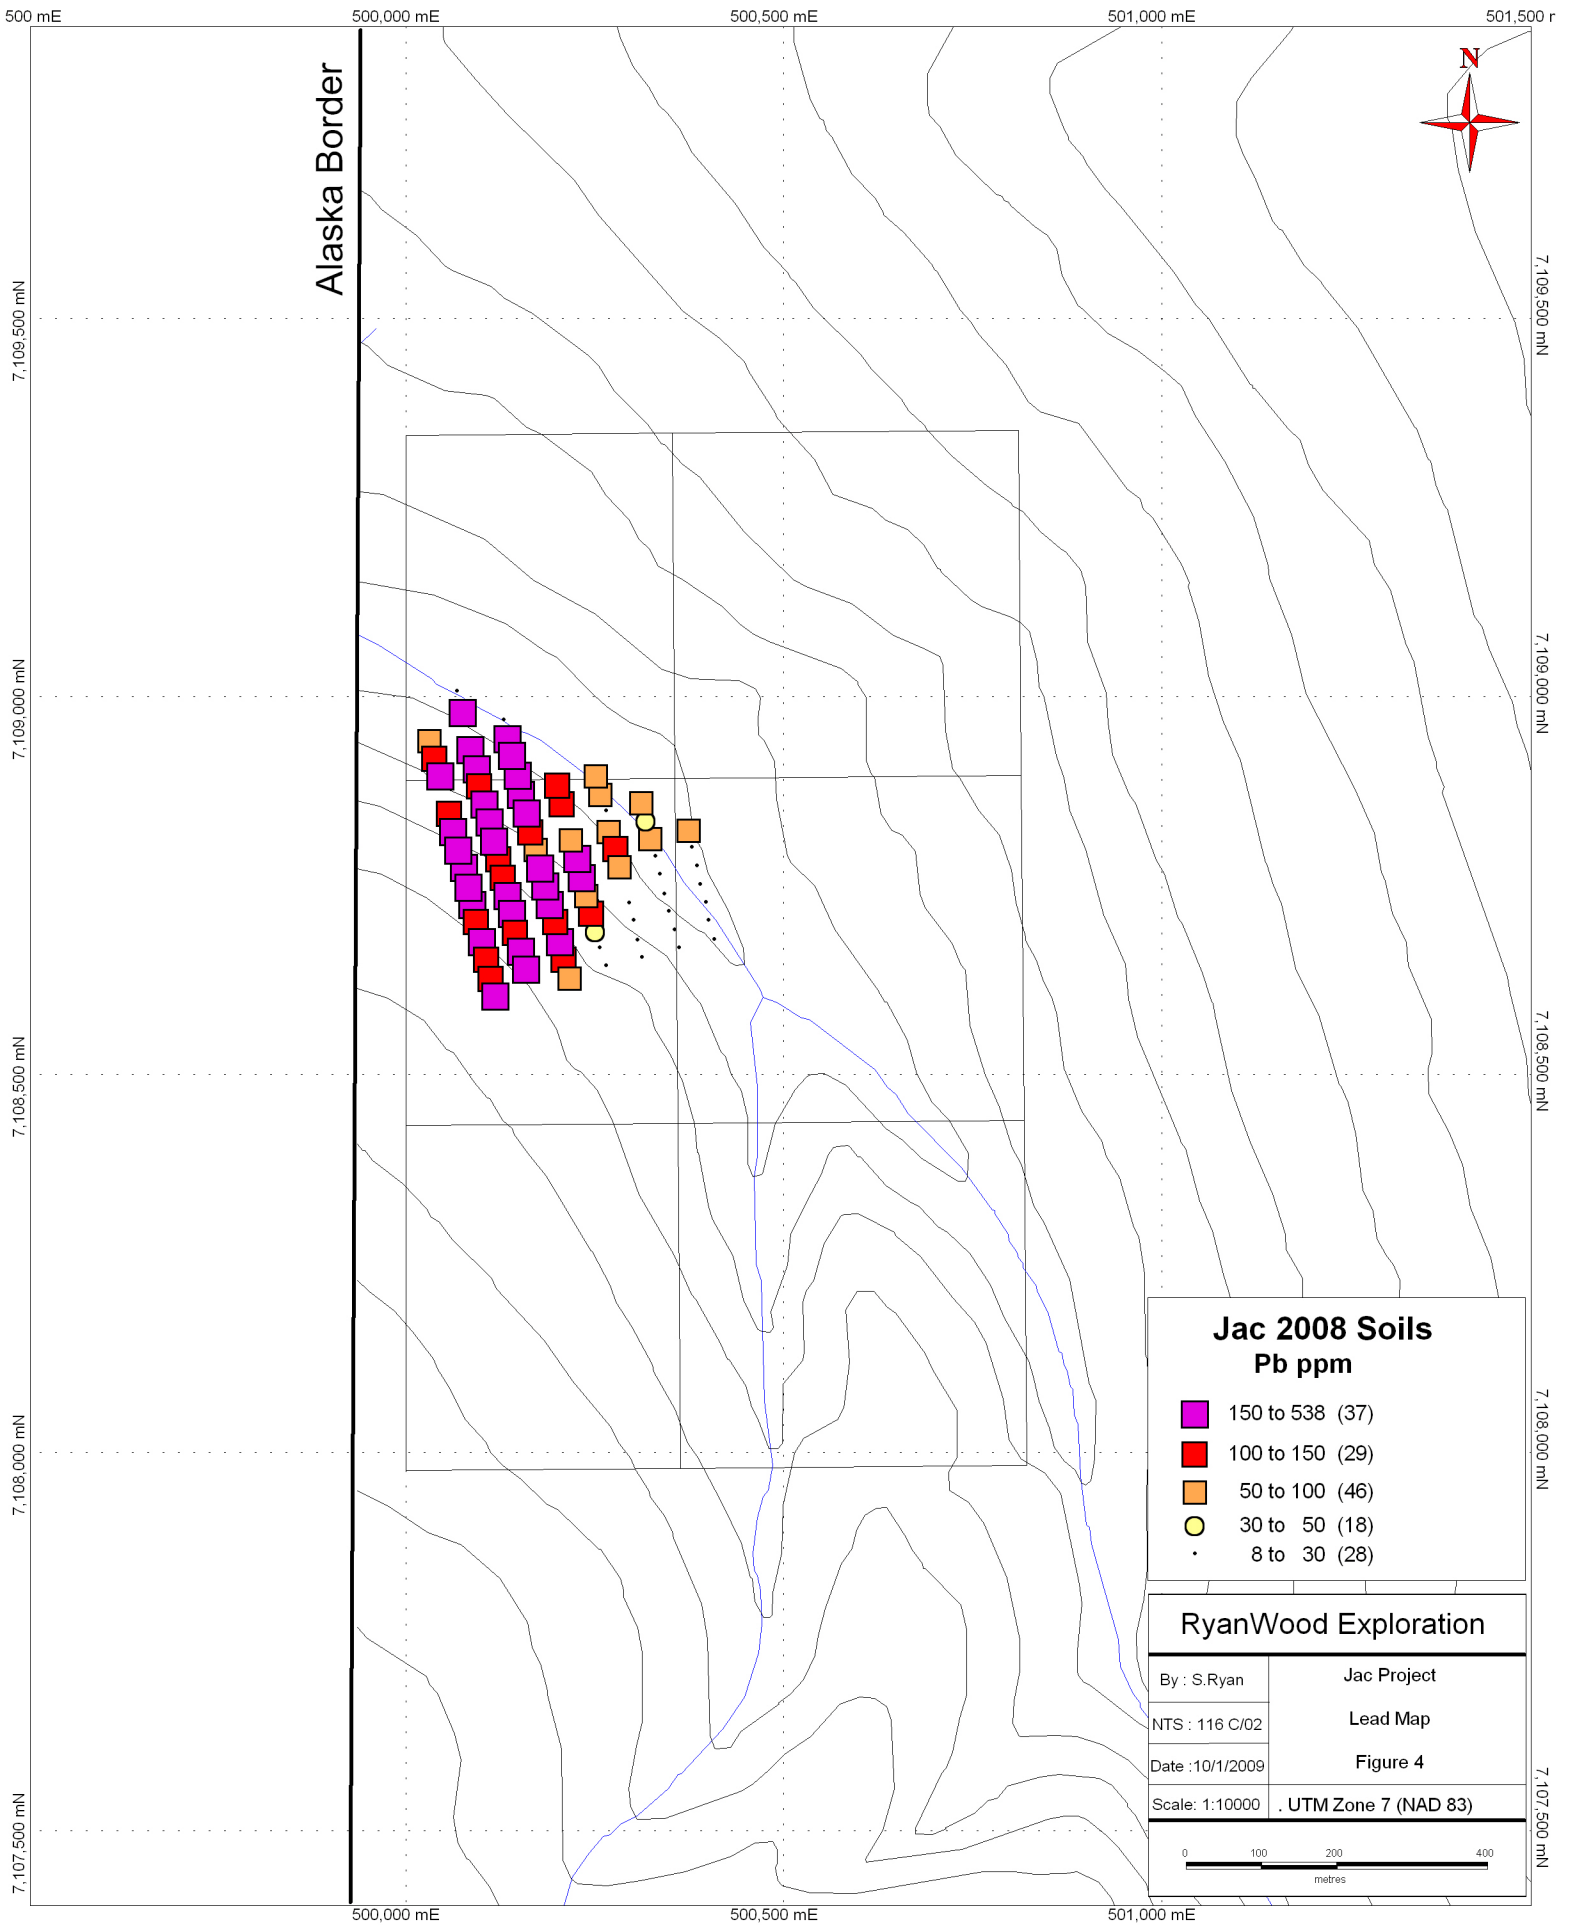 500 mE
500,000 mE
500,500 mE
501,000 mE
501,500 r
N
Alaska Border
7,109,500 mN
7,109,500 mN
7,109,000 mN
7,109,000 mN
7,108,500 mN
7,108,500 mN
7,108,000 mN
7,108,000 mN
7,107,500 mN
7,107,500 mN
Jac 2008 Soils
Pb ppm
150 to 538 (37)
100 to 150 (29)
50 to 100 (46)
30 to 50 (18)
8 to 30 (28)
RyanWood Exploration
By : S.Ryan
Jac Project
NTS : 116 C/02
Lead Map
Date :10/1/2009
Figure 4
Scale: 1:10000
. UTM Zone 7 (NAD 83)
0 100 200 400
metres
500,000 mE
500,500 mE
501,000 mE